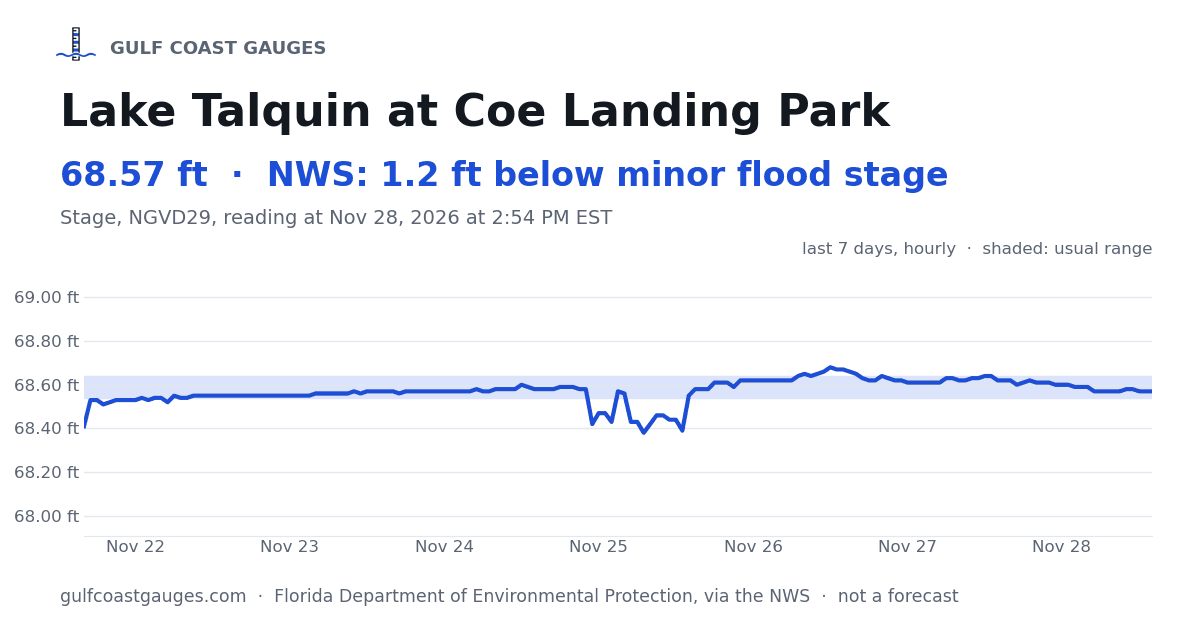 GULF COAST GAUGES
Lake Talquin at Coe Landing Park
68.57 ft · NWS: 1.2 ft below minor flood stage
Stage, NGVD29, reading at Nov 28, 2026 at 2:54 PM EST
last 7 days, hourly · shaded: usual range
69.00 ft
68.80 ft
68.60 ft
68.40 ft
68.20 ft
68.00 ft
Nov 22 Nov 23 Nov 24 Nov 25 Nov 26 Nov 27 Nov 28
gulfcoastgauges.com · Florida Department of Environmental Protection, via the NWS · not a forecast